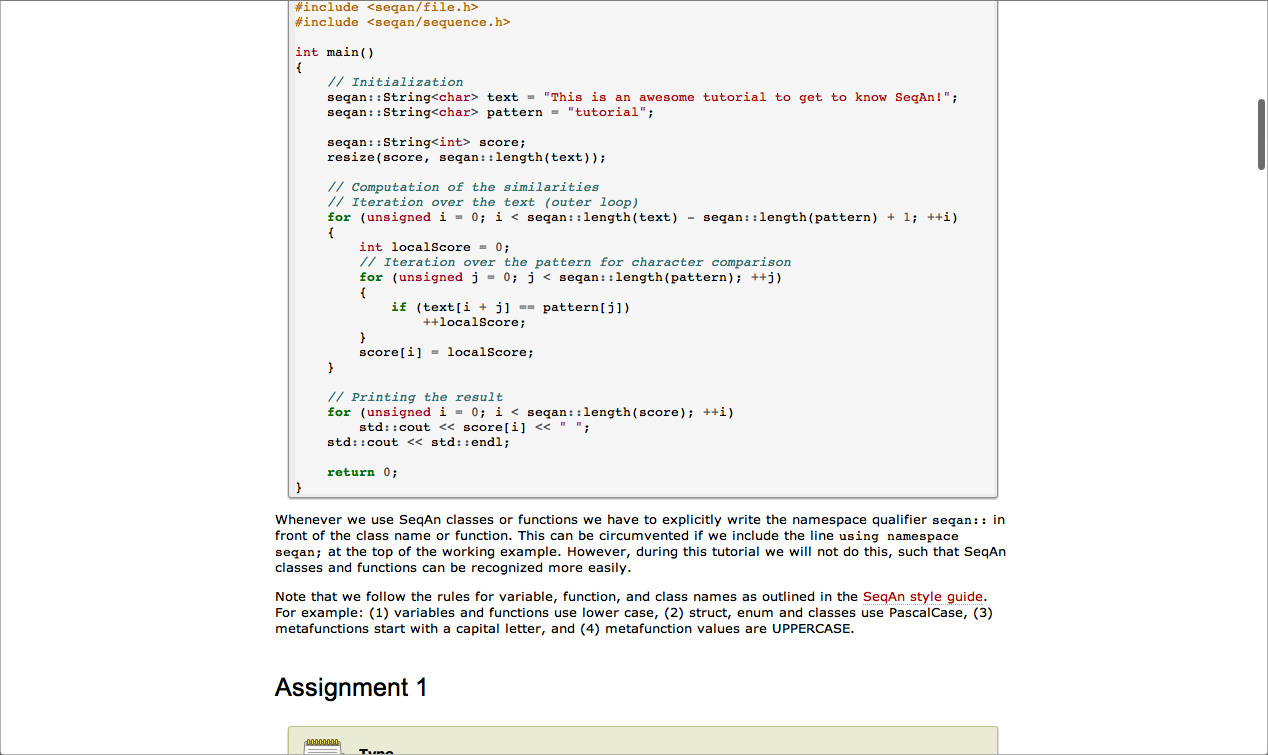 #include <seqan/file.h>
#include <seqan/sequence.h>

int main()
{
    // Initialization
    seqan::String<char> text = "This is an awesome tutorial to get to know SeqAn!";
    seqan::String<char> pattern = "tutorial";

    seqan::String<int> score;
    resize(score, seqan::length(text));

    // Computation of the similarities
    // Iteration over the text (outer loop)
    for (unsigned i = 0; i < seqan::length(text) - seqan::length(pattern) + 1; ++i)
    {
        int localScore = 0;
        // Iteration over the pattern for character comparison
        for (unsigned j = 0; j < seqan::length(pattern); ++j)
        {
            if (text[i + j] == pattern[j])
                ++localScore;
        }
        score[i] = localScore;
    }

    // Printing the result
    for (unsigned i = 0; i < seqan::length(score); ++i)
        std::cout << score[i] << " ";
    std::cout << std::endl;

    return 0;
}
Whenever we use SeqAn classes or functions we have to explicitly write the namespace qualifier seqan:: in
front of the class name or function. This can be circumvented if we include the line using namespace
seqan; at the top of the working example. However, during this tutorial we will not do this, such that SeqAn
classes and functions can be recognized more easily.
Note that we follow the rules for variable, function, and class names as outlined in the SeqAn style guide.
For example: (1) variables and functions use lower case, (2) struct, enum and classes use PascalCase, (3)
metafunctions start with a capital letter, and (4) metafunction values are UPPERCASE.
Assignment 1
Type